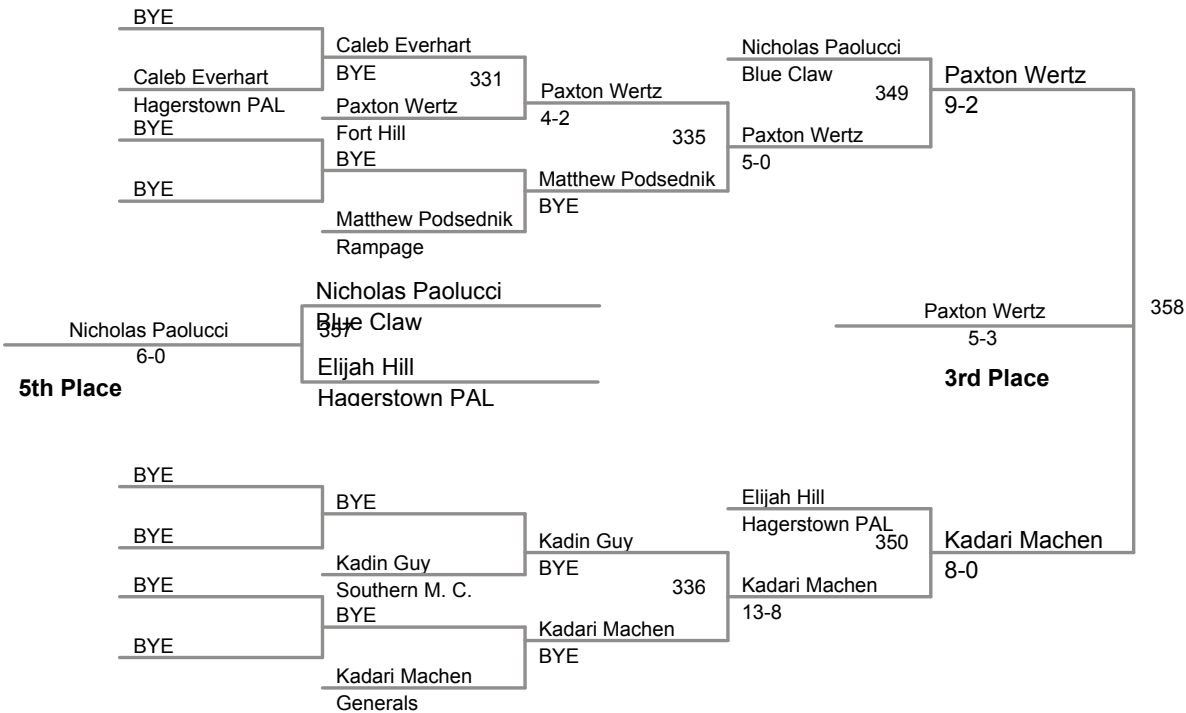 BYE
Caleb Everhart
Hagerstown PAL
BYE
BYE
Caleb Everhart
BYE
331
Paxton Wertz
Fort Hill
BYE
Matthew Podsednik
Rampage
Paxton Wertz
4-2
335
Matthew Podsednik
BYE
Nicholas Paolucci
Blue Claw
349
Paxton Wertz
5-0
Paxton Wertz
9-2
Nicholas Paolucci
Blue Claw
357
Nicholas Paolucci
6-0
Elijah Hill
Hagerstown PAL
5th Place
Paxton Wertz
5-3
358
3rd Place
BYE
BYE
BYE
BYE
BYE
Kadin Guy
Southern M. C.
BYE
Kadari Machen
Generals
Kadin Guy
BYE
336
Kadari Machen
BYE
Elijah Hill
Hagerstown PAL
350
Kadari Machen
13-8
Kadari Machen
8-0